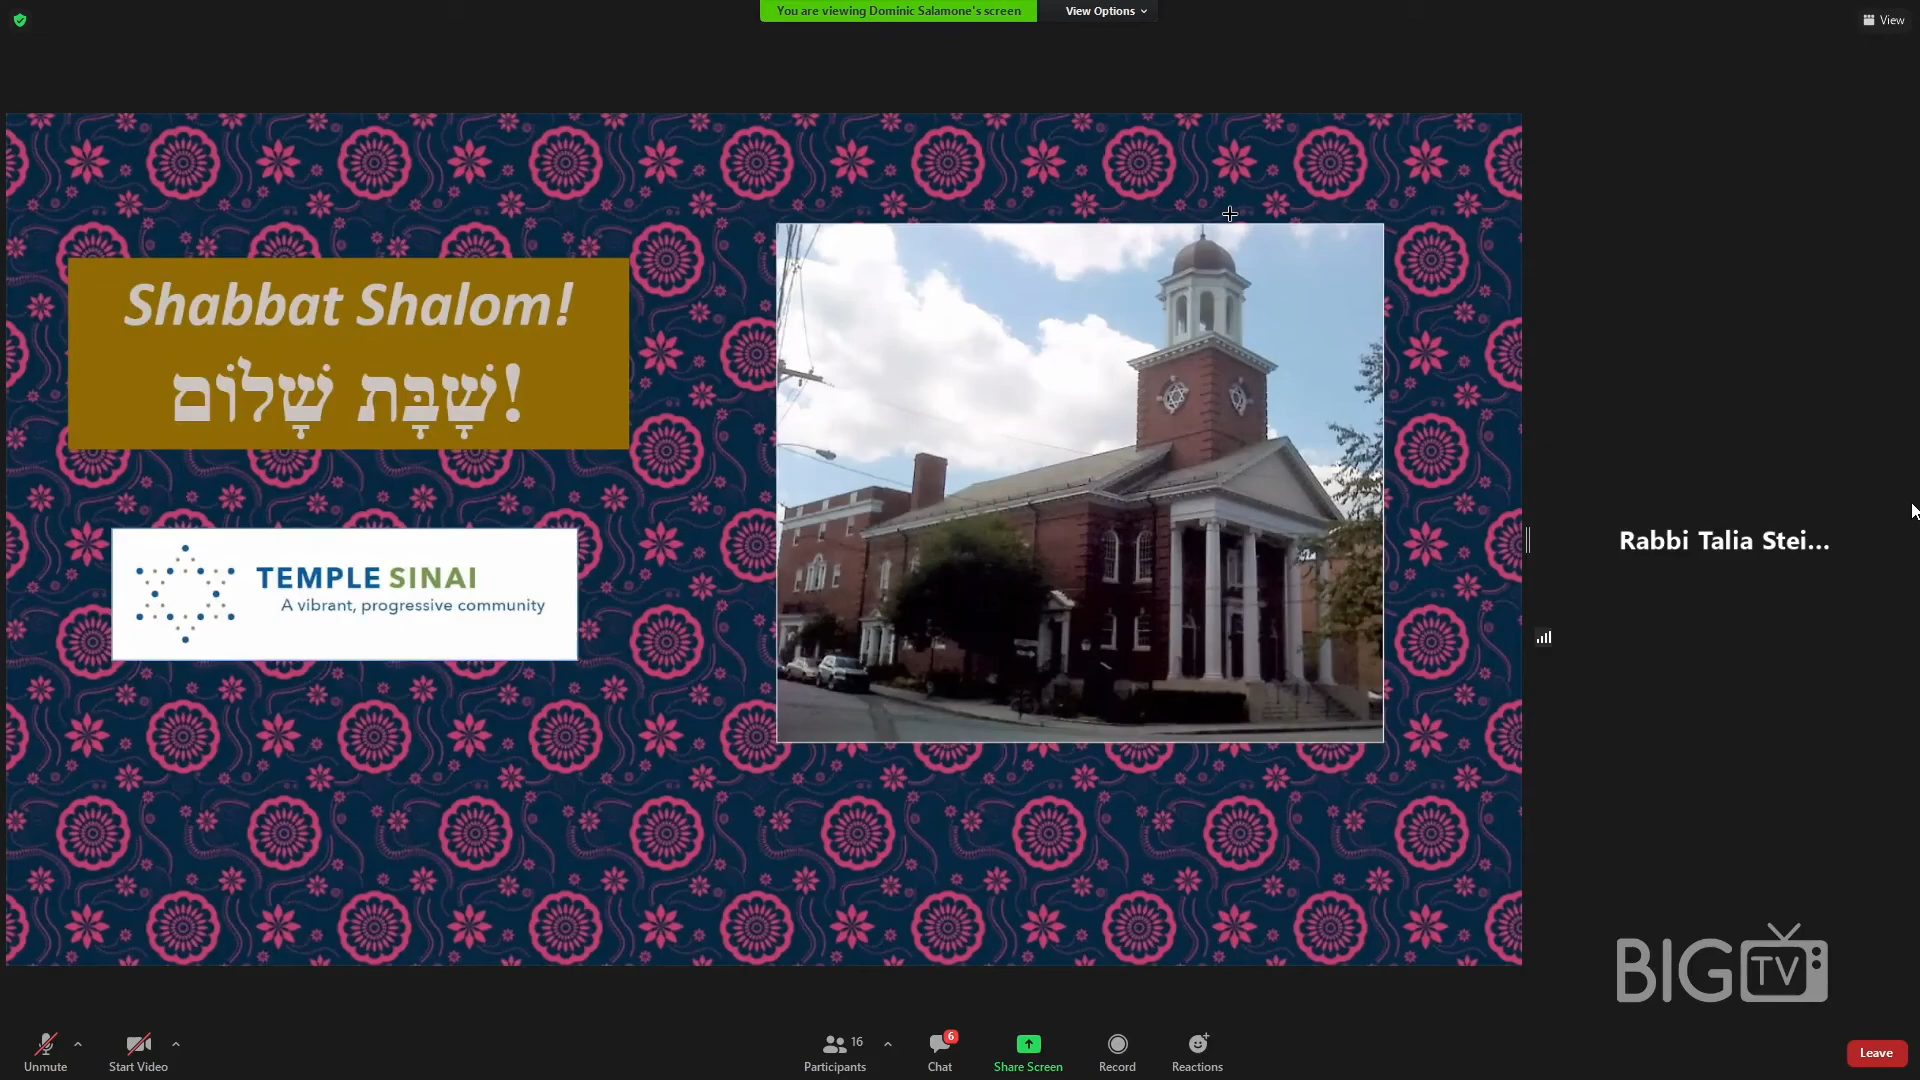 You are viewing Dominic Salamone's screen
View Options
View
Shabbat Shalom!
שַׁבָּת שָׁלוֹם!
TEMPLE SINAI
A vibrant, progressive community
Rabbi Talia Stei...
BIG TV
Unmute
Start Video
16
Participants
6
Chat
Share Screen
Record
Reactions
Leave